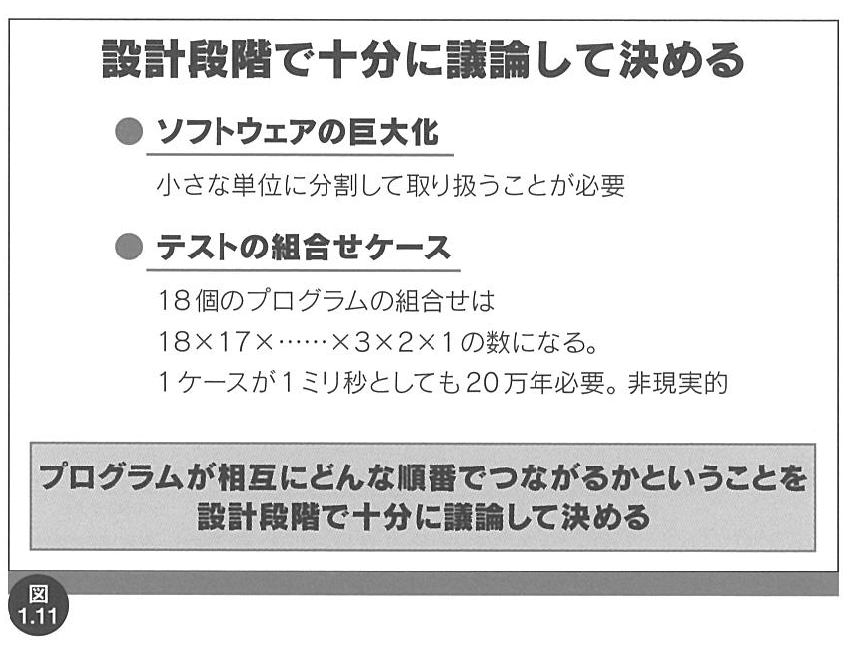 設計段階で十分に議論して決める
● ソフトウェアの巨大化
小さな単位に分割して取り扱うことが必要
● テストの組合せケース
18個のプログラムの組合せは
18×17×……×3×2×1の数になる。
1ケースが1ミリ秒としても20万年必要。非現実的
プログラムが相互にどんな順番でつながるかということを
設計段階で十分に議論して決める
図
1.11